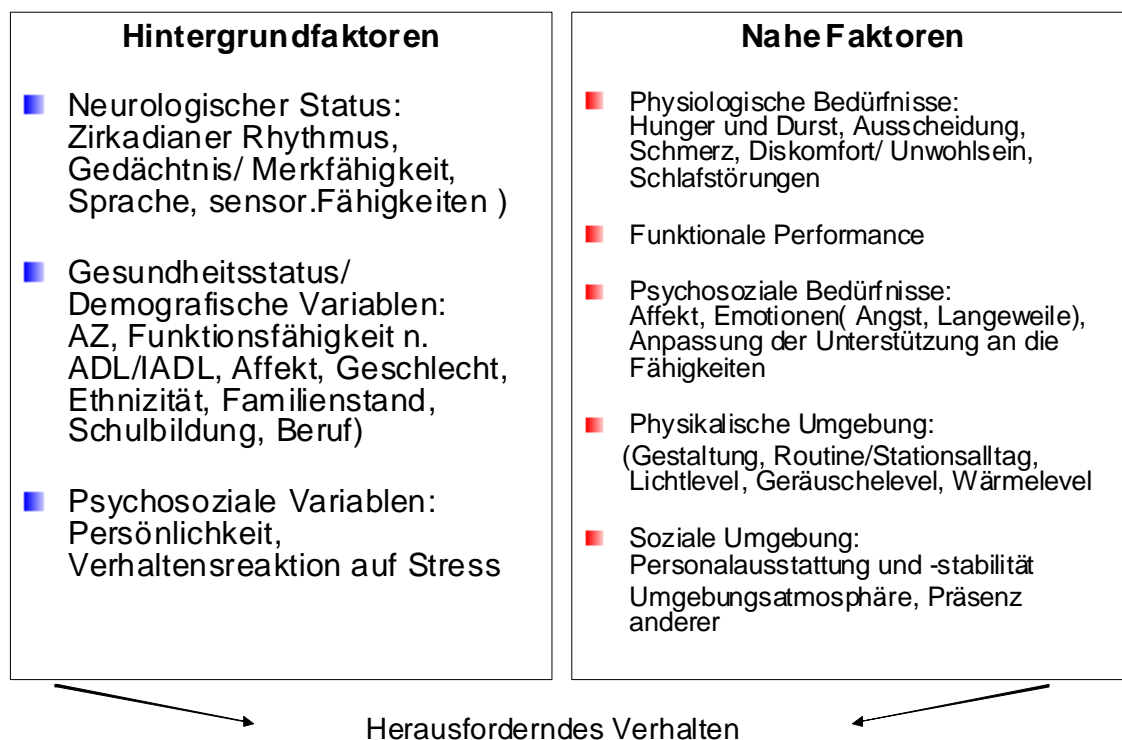 Hintergrundfaktoren
Neurologischer Status:
Zirkadianer Rhythmus,
Gedächtnis/ Merkfähigkeit,
Sprache, sensor.Fähigkeiten )
Gesundheitsstatus/
Demografische Variablen:
AZ, Funktionsfähigkeit n.
ADL/IADL, Affekt, Geschlecht,
Ethnizität, Familienstand,
Schulbildung, Beruf)
Psychosoziale Variablen:
Persönlichkeit,
Verhaltensreaktion auf Stress
Nahe Faktoren
Physiologische Bedürfnisse:
Hunger und Durst, Ausscheidung,
Schmerz, Diskomfort/ Unwohlsein,
Schlafstörungen
Funktionale Performance
Psychosoziale Bedürfnisse:
Affekt, Emotionen( Angst, Langeweile),
Anpassung der Unterstützung an die
Fähigkeiten
Physikalische Umgebung:
(Gestaltung, Routine/Stationsalltag,
Lichtlevel, Geräuschelevel, Wärmelevel
Soziale Umgebung:
Personalausstattung und -stabilität
Umgebungsatmosphäre, Präsenz
anderer
Herausforderndes Verhalten